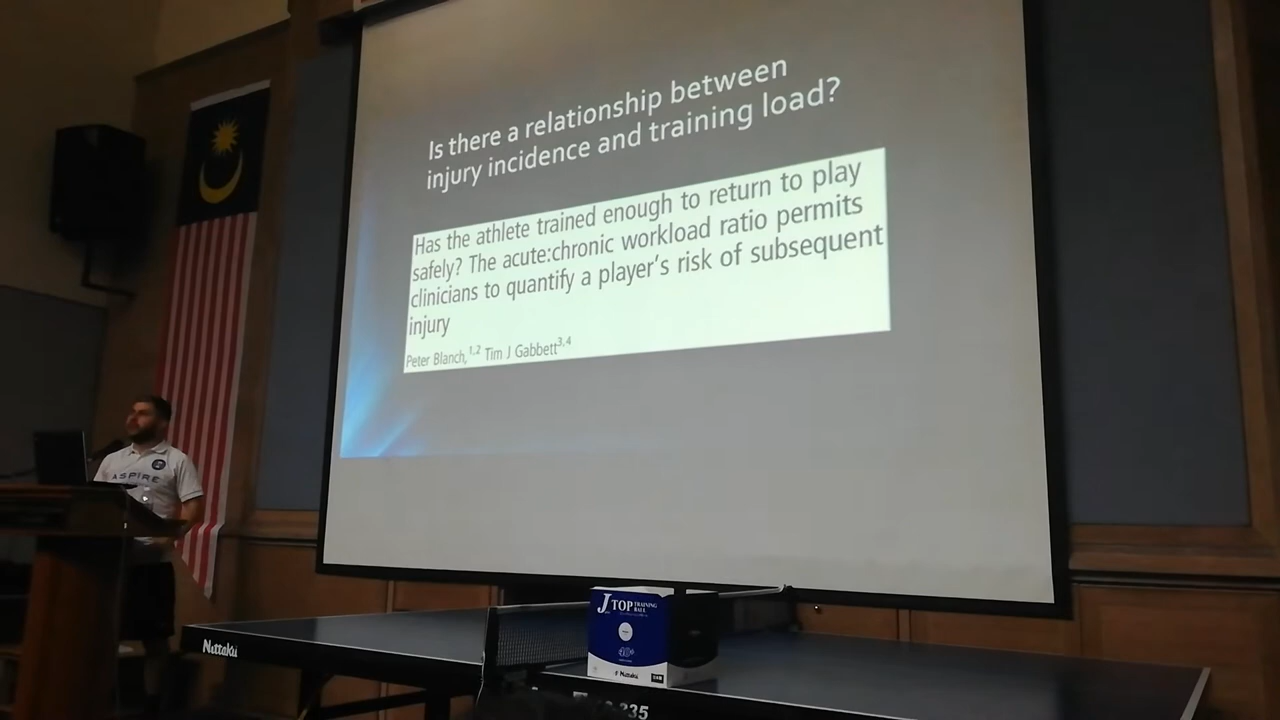 Is there a relationship between
injury incidence and training load?
Has the athlete trained enough to return to play
safely? The acute:chronic workload ratio permits
clinicians to quantify a player's risk of subsequent
injury
Peter Blanch,1,2 Tim J Gabbett3,4
ASPIRE
Nittaku
J TOP TRAINING
BALL
40+
Nittaku